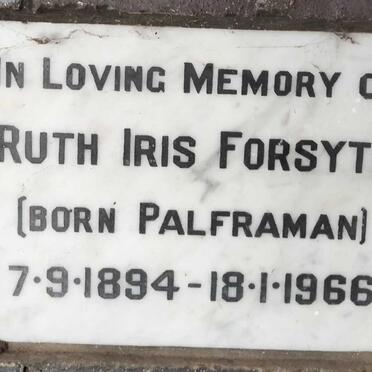 IN LOVING MEMORY O
RUTH IRIS FORSYT
(BORN PALFRAMAN)
7·9·1894 - 18·1·1966